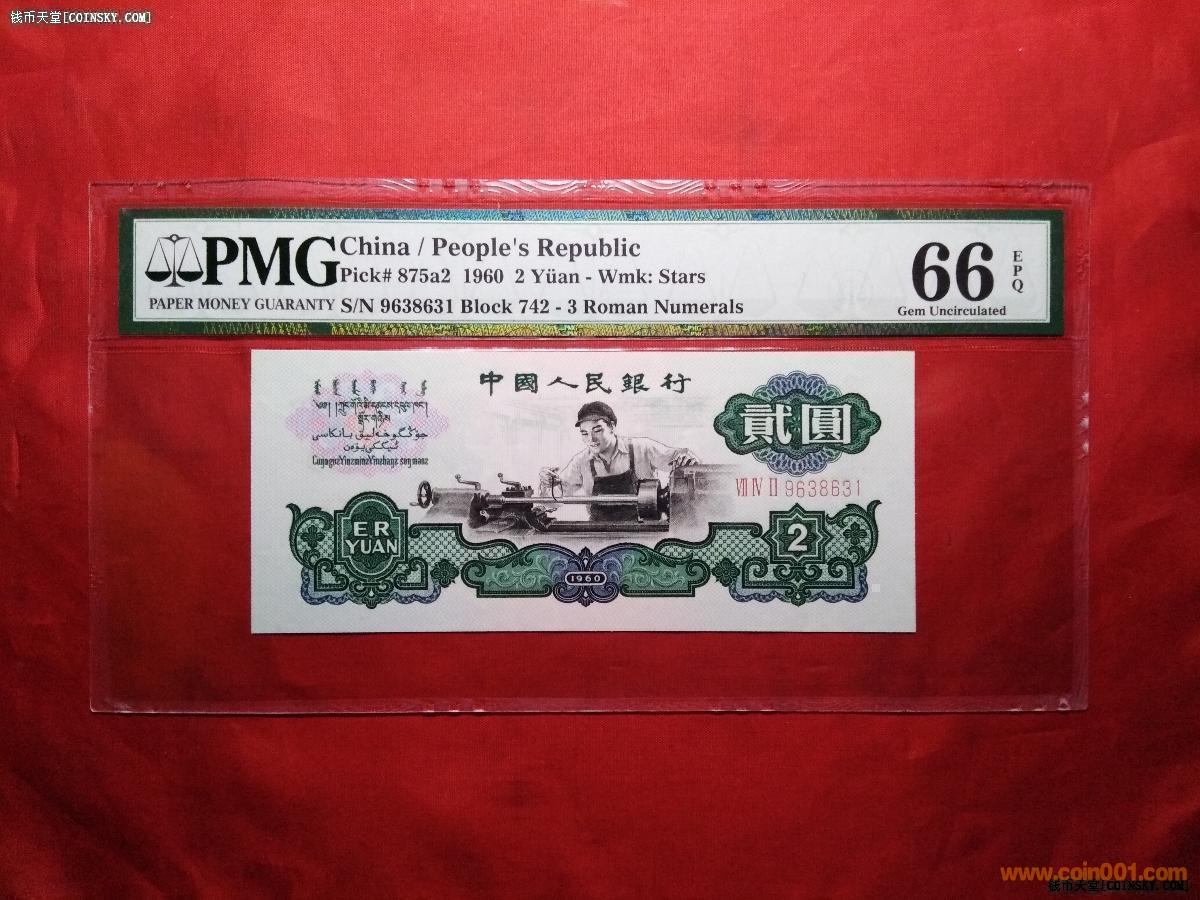 钱币天堂[COINSKY.COM]
PMG
PAPER MONEY GUARANTY
China / People's Republic
Pick# 875a2 1960 2 Yüan - Wmk: Stars
S/N 9638631 Block 742 - 3 Roman Numerals
66
EPQ
Gem Uncirculated
中國人民銀行
貳圓
VII IV II 9638631
ER
YUAN
1960
2
www.coin001.com
钱币天堂[COINSKY.COM]